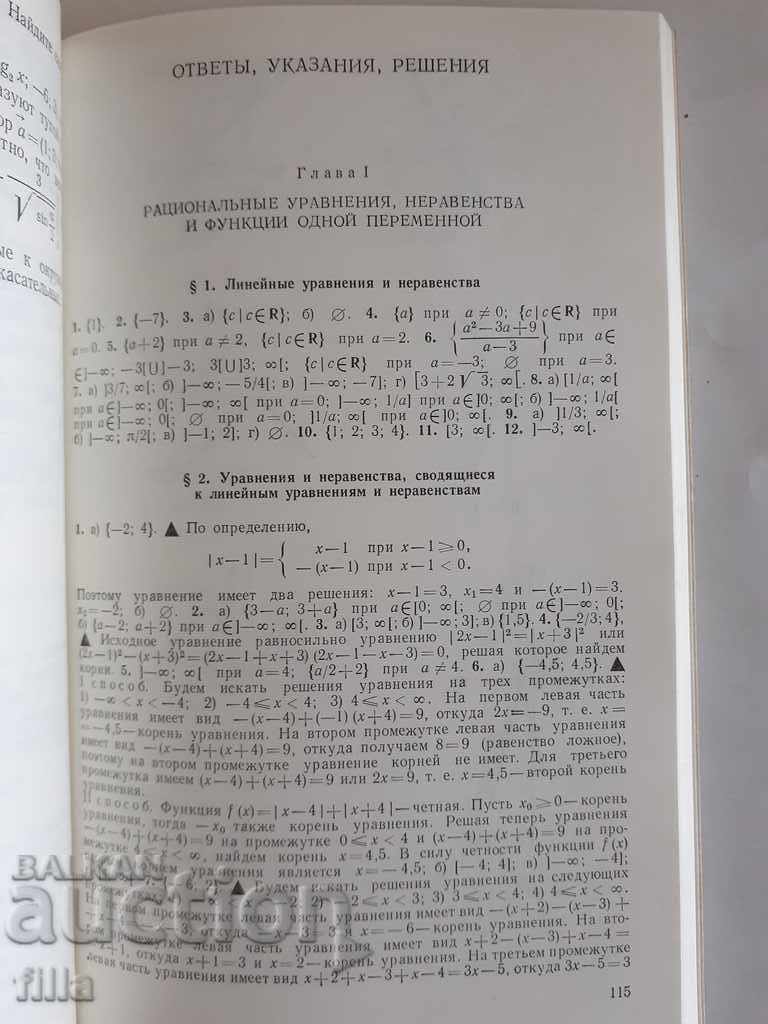 Найдите
ОТВЕТЫ, УКАЗАНИЯ, РЕШЕНИЯ
Глава I
РАЦИОНАЛЬНЫЕ УРАВНЕНИЯ, НЕРАВЕНСТВА
И ФУНКЦИИ ОДНОЙ ПЕРЕМЕННОЙ
§ 1. Линейные уравнения и неравенства
1. {1}. 2. {—7}. 3. а) {c|c∈R}; б) ∅. 4. {a} при a ≠ 0; {c|c∈R} при
a=0. 5. {a+2} при a ≠ 2, {c|c∈R} при a=2. 6. {(a²—3a+9)/(a—3)} при a∈
∈]—∞; —3[U]—3; 3[U]3; ∞[; {c|c∈R} при a=—3; ∅ при a=3.
7. а) ]3/7; ∞[; б) ]—∞; —5/4[; в) ]—∞; —7]; г) [3+2√3; ∞[. 8. а) [1/a; ∞[
при a∈]—∞; 0[; ]—∞; ∞[ при a=0; ]—∞; 1/a] при a∈]0; ∞[; б) ]—∞; 1/a[
при a∈]—∞; 0[; ∅ при a=0; ]1/a; ∞[ при a∈]0; ∞[. 9. а) ]1/3; ∞[;
б) ]—∞; π/2[; в) ]—1; 2]; г) ∅. 10. {1; 2; 3; 4}. 11. [3; ∞[. 12. ]—3; ∞[.
§ 2. Уравнения и неравенства, сводящиеся
к линейным уравнениям и неравенствам
1. а) {—2; 4}. ▲ По определению,
|x—1|={ x—1 при x—1⩾0,
—(x—1) при x—1 < 0.
Поэтому уравнение имеет два решения: x—1=3, x₁=4 и —(x—1)=3.
x₂=—2; б) ∅. 2. а) {3—a; 3+a} при a∈[0; ∞[, ∅ при a∈]—∞; 0[;
б) {a—2; a+2} при a∈]—∞; ∞[. 3. а) [3; ∞[; б) ]—∞; 3]; в) {1,5}. 4. {—2/3; 4},
▲ Исходное уравнение равносильно уравнению |2x—1|²=|x+3|² или
(2x—1)²—(x+3)²=(2x—1+x+3)(2x—1—x—3)=0, решая которое найдем
корни. 5. ]—∞; ∞[ при a=4; {a/2+2} при a ≠ 4. 6. а) {—4,5; 4,5}. ▲
I способ. Будем искать решения уравнения на трех промежутках:
1) —∞ < x < —4; 2) —4⩽x < 4; 3) 4⩽x < ∞. На первом левая часть
уравнения имеет вид —(x—4)+(—1)(x+4)=9, откуда 2x=—9, т. е. x=
=—4,5—корень уравнения. На втором промежутке левая часть уравнения
имеет вид —(x—4)+(x+4)=9, откуда получаем 8=9 (равенство ложное),
поэтому на втором промежутке уравнение корней не имеет. Для третьего
промежутка имеем (x—4)+(x+4)=9 или 2x=9, т. е. x=4,5—второй корень
уравнения.
II способ. Функция f(x)=|x—4|+|x+4|—четная. Пусть x₀⩾0—корень
уравнения, тогда —x₀ также корень уравнения. Решая теперь уравнения
—(x—4)+(x+4)=9 на промежутке 0⩽x < 4 и (x—4)+(x+4)=9 на про-
межутке 4⩽x < ∞, найдем корень x=4,5. В силу четности функции f(x)
корнем уравнения является x=—4,5; б) [—4; 4]; в) ]—∞; —4];
▲ Будем искать решения уравнения на следующих
3) 3⩽x < 4; 4) 4⩽x < ∞.
На первом промежутке левая часть уравнения имеет вид —(x+2)—(x—3)+
откуда x=—6—корень уравнения. На вто-
ром промежутке левая часть уравнения имеет вид x+2—(x—3)+x—4=
=x+1, откуда x+1=3 и x=2—корень уравнения. На третьем промежутке
левая часть уравнения имеет вид x+2+x—3+x—4=3x—5, откуда 3x—5=3
115
BALKAN
auction
filla